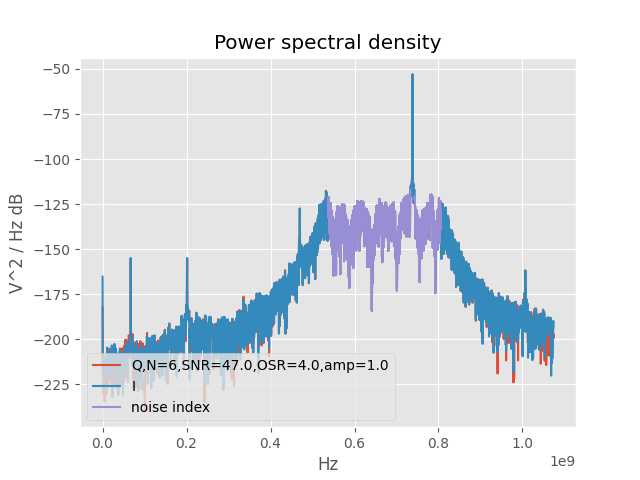 Power spectral density
V^2 / Hz dB
−50
−75
−100
−125
−150
−175
−200
−225
Q,N=6,SNR=47.0,OSR=4.0,amp=1.0
I
noise index
0.0 0.2 0.4 0.6 0.8 1.0
1e9
Hz